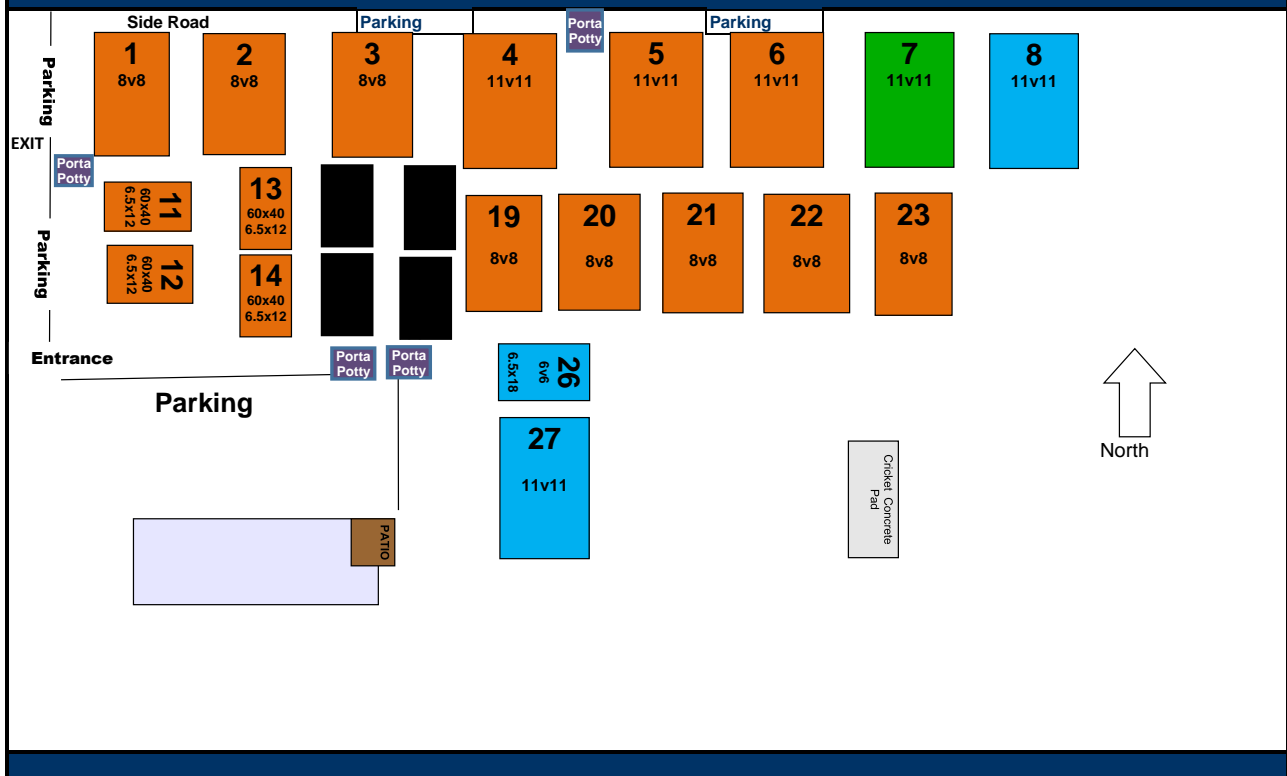 Side Road
Parking
Porta
Potty
Parking
1
8v8
2
8v8
3
8v8
4
11v11
5
11v11
6
11v11
7
11v11
8
11v11
Parking
EXIT
Porta
Potty
11
60x40
6.5x12
12
60x40
6.5x12
13
60x40
6.5x12
14
60x40
6.5x12
19
8v8
20
8v8
21
8v8
22
8v8
23
8v8
Parking
Entrance
Porta
Potty
Porta
Potty
Parking
26
6v6
6.5x18
27
11v11
Cricket Concrete
Pad
North
PATIO